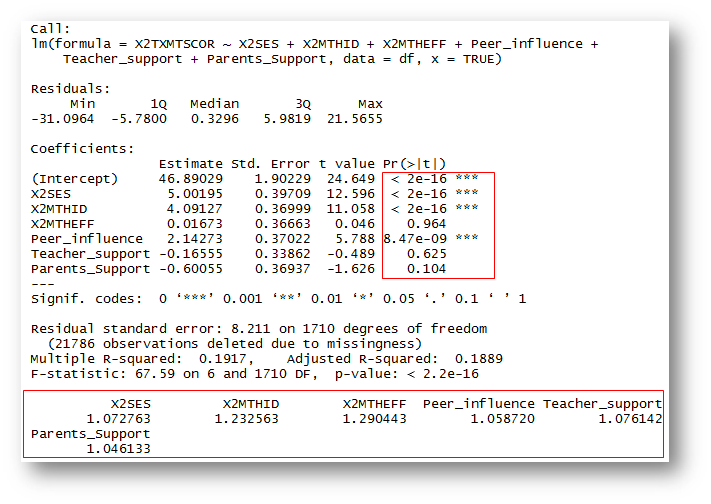 Call:
lm(formula = X2TXMTSCOR ~ X2SES + X2MTHID + X2MTHEFF + Peer_influence +
    Teacher_support + Parents_Support, data = df, x = TRUE)
Residuals:
     Min       1Q   Median       3Q      Max
-31.0964  -5.7800   0.3296   5.9819  21.5655
Coefficients:
                Estimate Std. Error t value Pr(>|t|)
(Intercept)     46.89029    1.90229  24.649  < 2e-16 ***
X2SES            5.00195    0.39709  12.596  < 2e-16 ***
X2MTHID          4.09127    0.36999  11.058  < 2e-16 ***
X2MTHEFF         0.01673    0.36663   0.046    0.964
Peer_influence   2.14273    0.37022   5.788 8.47e-09 ***
Teacher_support -0.16555    0.33862  -0.489    0.625
Parents_Support -0.60055    0.36937  -1.626    0.104
---
Signif. codes:  0 ‘***’ 0.001 ‘**’ 0.01 ‘*’ 0.05 ‘.’ 0.1 ‘ ’ 1
Residual standard error: 8.211 on 1710 degrees of freedom
  (21786 observations deleted due to missingness)
Multiple R-squared:  0.1917,    Adjusted R-squared:  0.1889
F-statistic: 67.59 on 6 and 1710 DF,  p-value: < 2.2e-16
          X2SES         X2MTHID        X2MTHEFF  Peer_influence Teacher_support
       1.072763        1.232563        1.290443        1.058720        1.076142
Parents_Support
       1.046133